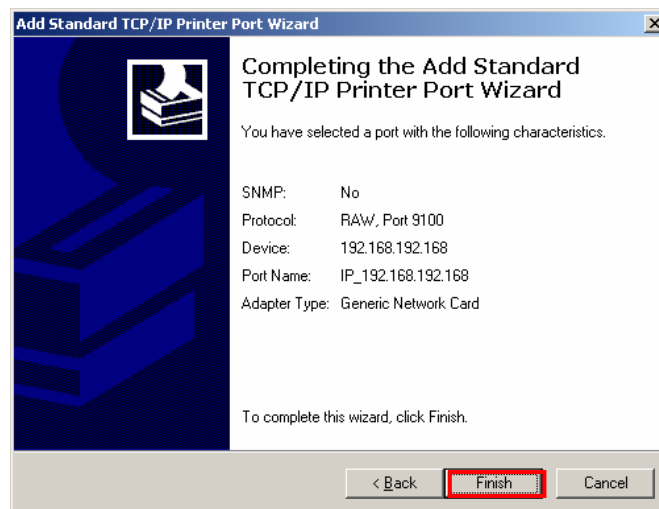 Add Standard TCP/IP Printer Port Wizard
Completing the Add Standard
TCP/IP Printer Port Wizard
You have selected a port with the following characteristics.
SNMP: No
Protocol: RAW, Port 9100
Device: 192.168.192.168
Port Name: IP_192.168.192.168
Adapter Type: Generic Network Card
To complete this wizard, click Finish.
< Back Finish Cancel